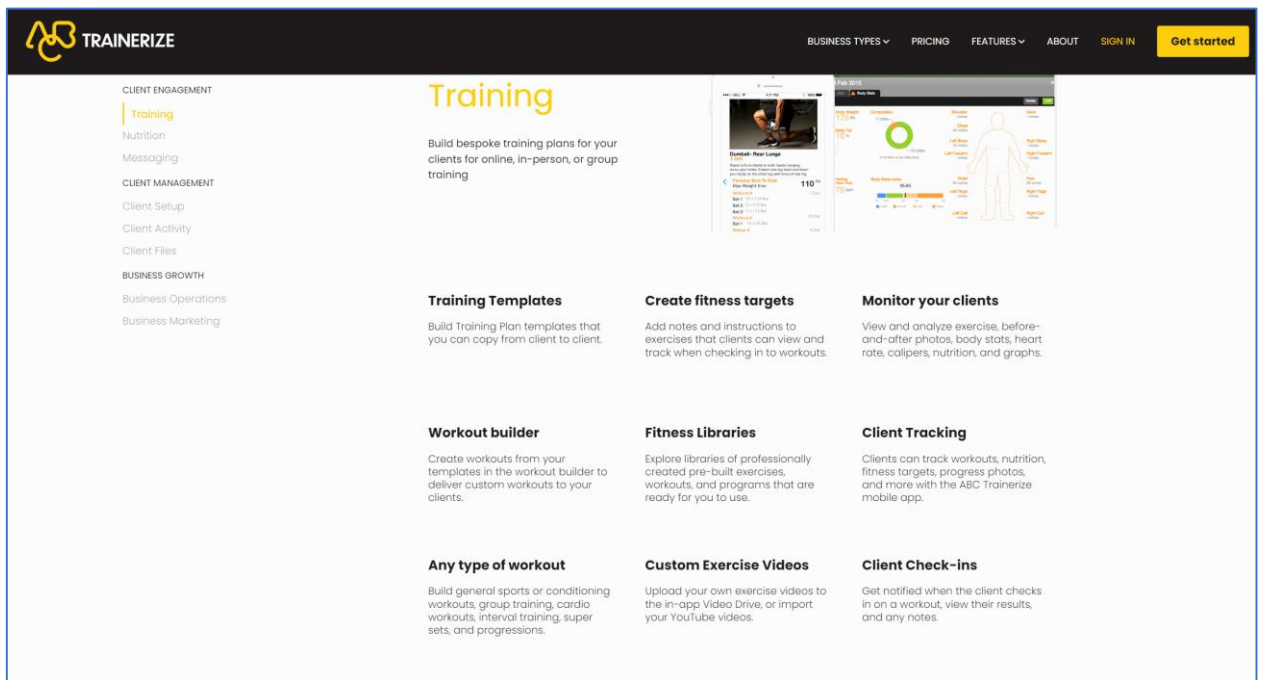 ABC TRAINERIZE
BUSINESS TYPES
PRICING
FEATURES
ABOUT
SIGN IN
Get started
CLIENT ENGAGEMENT
Training
Nutrition
Messaging
CLIENT MANAGEMENT
Client Setup
Client Activity
Client Files
BUSINESS GROWTH
Business Operations
Business Marketing
Training
Build bespoke training plans for your
clients for online, in-person, or group
training
Dumbell- Rear Lunge
Max Weight Ever
110
Feb 2015
Body Stats
Training Templates
Build Training Plan templates that
you can copy from client to client.
Create fitness targets
Add notes and instructions to
exercises that clients can view and
track when checking in to workouts.
Monitor your clients
View and analyze exercise, before-
and-after photos, body stats, heart
rate, calipers, nutrition, and graphs.
Workout builder
Create workouts from your
templates in the workout builder to
deliver custom workouts to your
clients.
Fitness Libraries
Explore libraries of professionally
created pre-built exercises,
workouts, and programs that are
ready for you to use.
Client Tracking
Clients can track workouts, nutrition,
fitness targets, progress photos,
and more with the ABC Trainerize
mobile app.
Any type of workout
Build general sports or conditioning
workouts, group training, cardio
workouts, interval training, super
sets, and progressions.
Custom Exercise Videos
Upload your own exercise videos to
the in-app Video Drive, or import
your YouTube videos.
Client Check-ins
Get notified when the client checks
in on a workout, view their results,
and any notes.